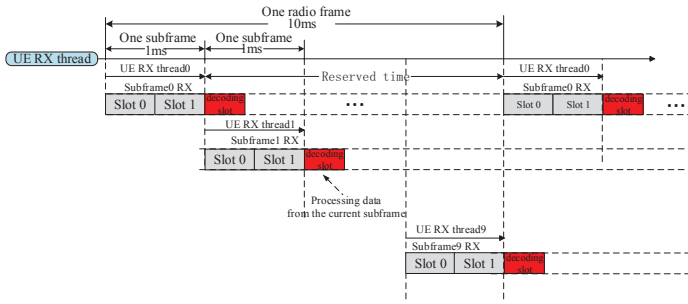 One radio frame
10ms
One subframe
1ms
One subframe
1ms
UE RX thread
UE RX thread0
Reserved time
UE RX thread0
Subframe0 RX
Subframe0 RX
Slot 0
Slot 1
decoding
slot
...
Slot 0
Slot 1
decoding
slot
...
UE RX thread1
Subframe1 RX
Slot 0
Slot 1
decoding
slot
Processing data
from the current subframe
UE RX thread9
Subframe9 RX
Slot 0
Slot 1
decoding
slot